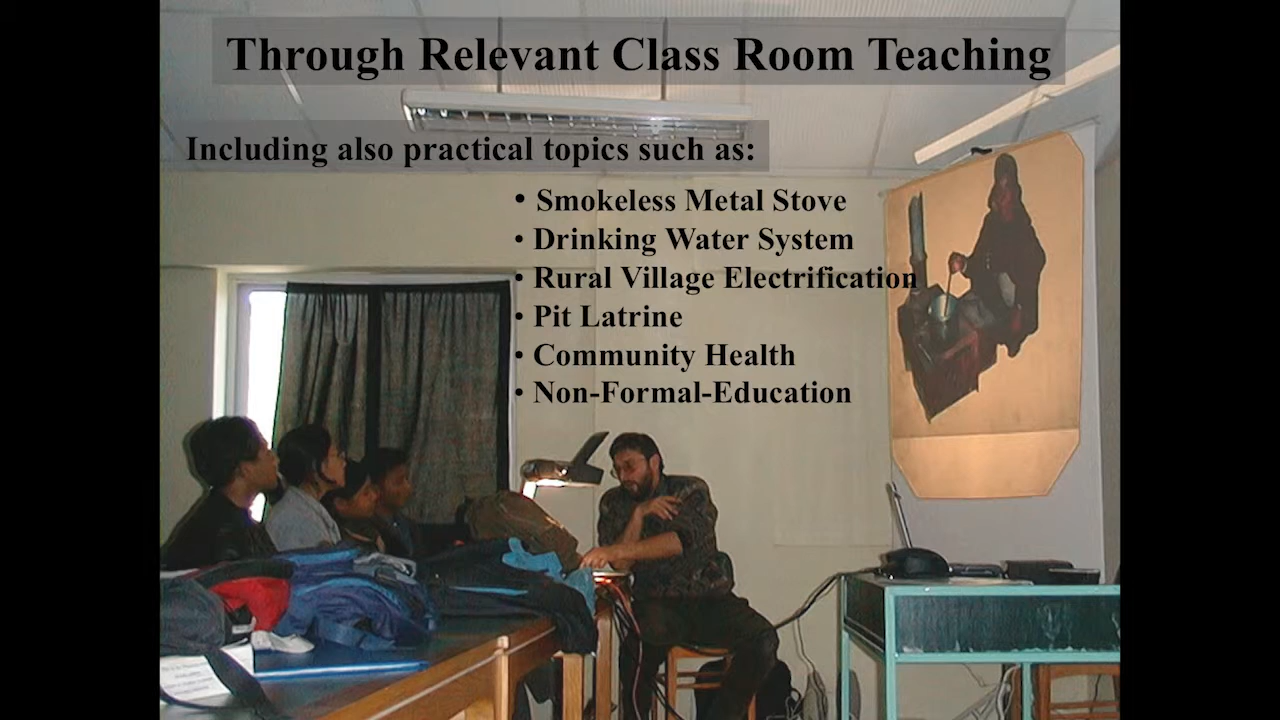 Through Relevant Class Room Teaching
Including also practical topics such as:
• Smokeless Metal Stove
• Drinking Water System
• Rural Village Electrification
• Pit Latrine
• Community Health
• Non-Formal-Education